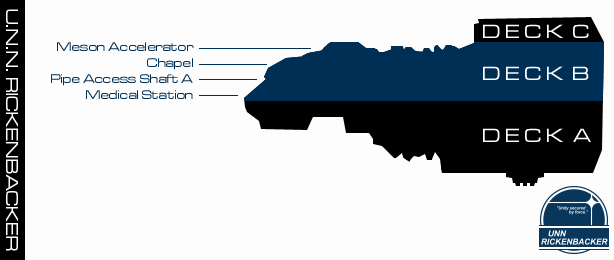 U.N.N. RICKENBACKER
Meson Accelerator
Chapel
Pipe Access Shaft A
Medical Station
DECK C
DECK B
DECK A
"Unity secured
by force."
UNN
RICKENBACKER